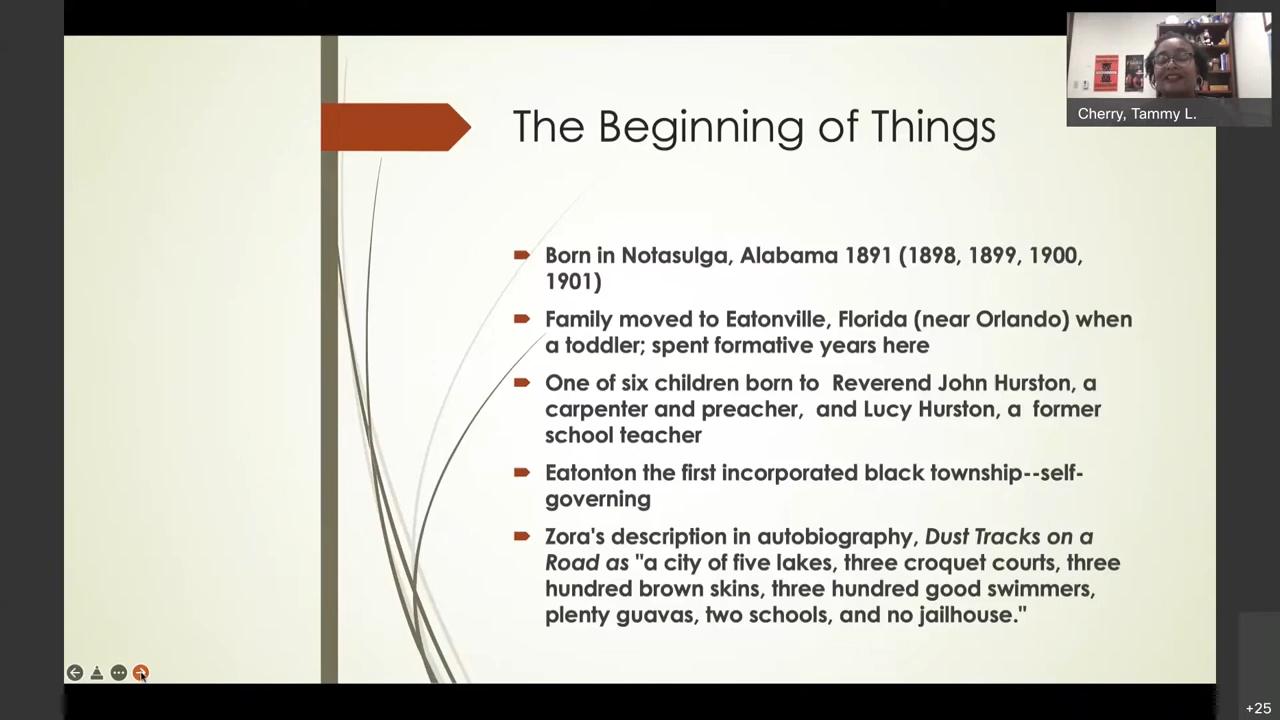 The Beginning of Things
Cherry, Tammy L.
Born in Notasulga, Alabama 1891 (1898, 1899, 1900,
1901)
Family moved to Eatonville, Florida (near Orlando) when
a toddler; spent formative years here
One of six children born to  Reverend John Hurston, a
carpenter and preacher,  and Lucy Hurston, a  former
school teacher
Eatonton the first incorporated black township--self-
governing
Zora's description in autobiography, Dust Tracks on a
Road as "a city of five lakes, three croquet courts, three
hundred brown skins, three hundred good swimmers,
plenty guavas, two schools, and no jailhouse."
+25